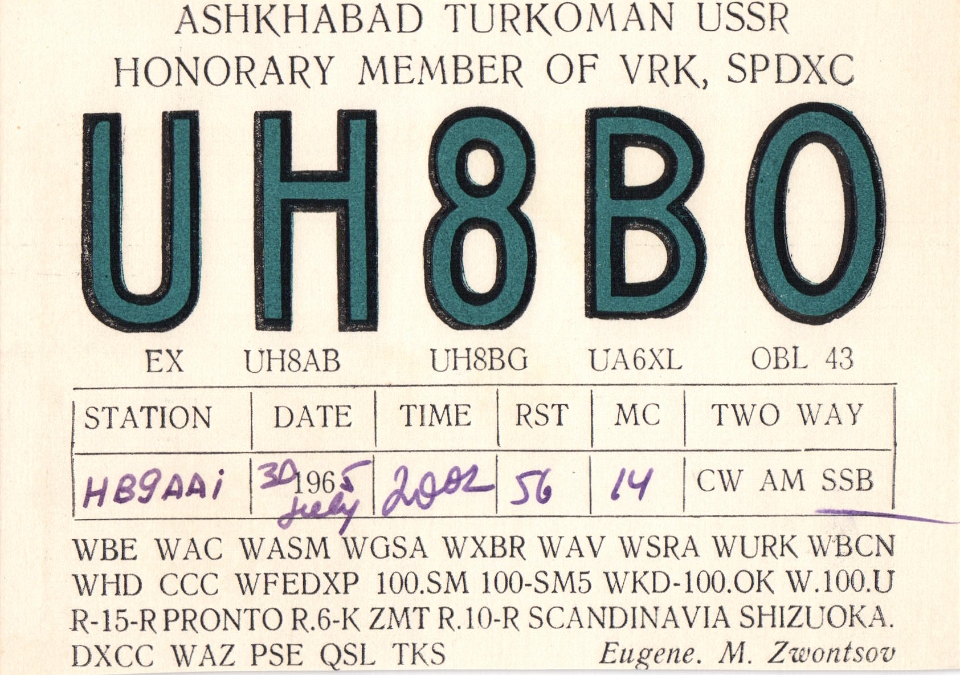 ASHKHABAD TURKOMAN USSR
HONORARY MEMBER OF VRK, SPDXC
UH8BO
EX UH8AB UH8BG UA6XL OBL 43
STATION DATE TIME RST MC TWO WAY
HB9AAi 30 1965 2002 56 14 CW AM SSB
July
WBE WAC WASM WGSA WXBR WAV WSRA WURK WBCN
WHD CCC WFEDXP 100.SM 100-SM5 WKD-100.OK W.100.U
R-15-R PRONTO R.6-K ZMT R.10-R SCANDINAVIA SHIZUOKA.
DXCC WAZ PSE QSL TKS Eugene. M. Zwontsov